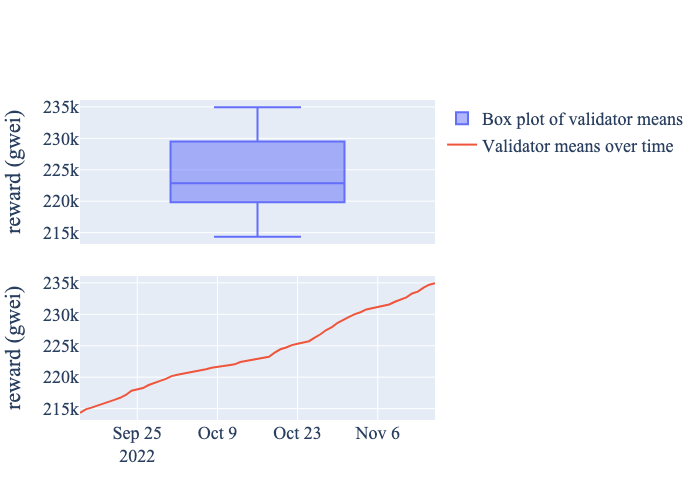 235k
230k
225k
220k
215k
reward (gwei)
Box plot of validator means
Validator means over time
235k
230k
225k
220k
215k
reward (gwei)
Sep 25
2022
Oct 9
Oct 23
Nov 6